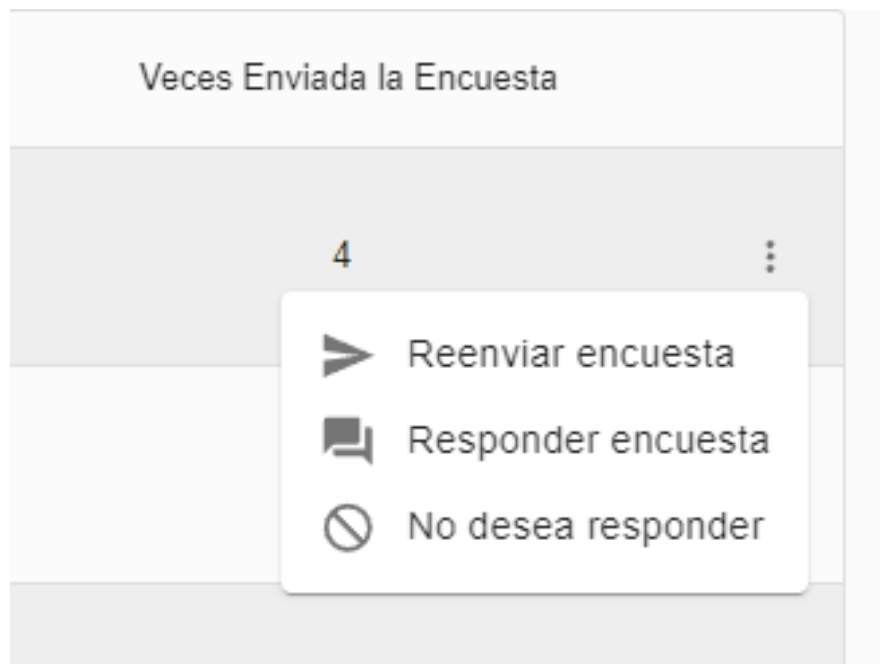 Veces Enviada la Encuesta
4
Reenviar encuesta
Responder encuesta
No desea responder